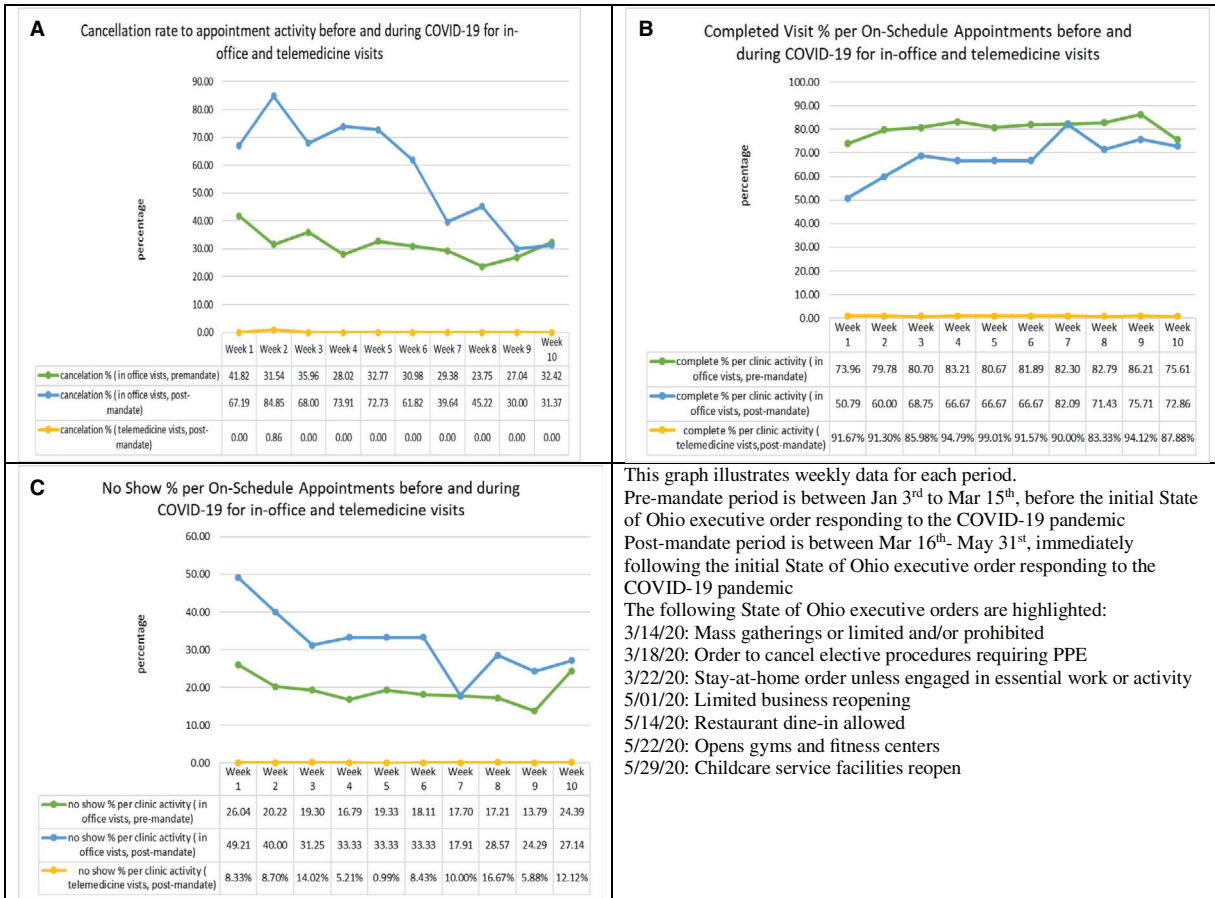 A
Cancellation rate to appointment activity before and during COVID-19 for in-
office and telemedicine visits
percentage
90.00
80.00
70.00
60.00
50.00
40.00
30.00
20.00
10.00
0.00
Week 1 Week 2 Week 3 Week 4 Week 5 Week 6 Week 7 Week 8 Week 9 Week
10
cancelation % ( in office vists, premandate) 41.82 31.54 35.96 28.02 32.77 30.98 29.38 23.75 27.04 32.42
cancelation % ( in office vists, post-
mandate) 67.19 84.85 68.00 73.91 72.73 61.82 39.64 45.22 30.00 31.37
cancelation % ( telemedicine vists, post-
mandate) 0.00 0.86 0.00 0.00 0.00 0.00 0.00 0.00 0.00 0.00
B
Completed Visit % per On-Schedule Appointments before and
during COVID-19 for in-office and telemedicine visits
percentage
100.00
90.00
80.00
70.00
60.00
50.00
40.00
30.00
20.00
10.00
0.00
Week Week Week Week Week Week Week Week Week Week
1 2 3 4 5 6 7 8 9 10
complete % per clinic activity ( in
office vists, pre-mandate) 73.96 79.78 80.70 83.21 80.67 81.89 82.30 82.79 86.21 75.61
complete % per clinic activity ( in
office vists, post-mandate) 50.79 60.00 68.75 66.67 66.67 66.67 82.09 71.43 75.71 72.86
complete % per clinic activity (
telemedicine vists,post-mandate) 91.67% 91.30% 85.98% 94.79% 99.01% 91.57% 90.00% 83.33% 94.12% 87.88%
C
No Show % per On-Schedule Appointments before and during
COVID-19 for in-office and telemedicine visits
percentage
60.00
50.00
40.00
30.00
20.00
10.00
0.00
Week Week Week Week Week Week Week Week Week Week
1 2 3 4 5 6 7 8 9 10
no show % per clinic activity ( in
office vists, pre-mandate) 26.04 20.22 19.30 16.79 19.33 18.11 17.70 17.21 13.79 24.39
no show % per clinic activity ( in
office vists, post-mandate) 49.21 40.00 31.25 33.33 33.33 33.33 17.91 28.57 24.29 27.14
no show % per clinic activity (
telemedicine vists, post-mandate) 8.33% 8.70% 14.02% 5.21% 0.99% 8.43% 10.00% 16.67% 5.88% 12.12%
This graph illustrates weekly data for each period.
Pre-mandate period is between Jan 3rd to Mar 15th, before the initial State
of Ohio executive order responding to the COVID-19 pandemic
Post-mandate period is between Mar 16th- May 31st, immediately
following the initial State of Ohio executive order responding to the
COVID-19 pandemic
The following State of Ohio executive orders are highlighted:
3/14/20: Mass gatherings or limited and/or prohibited
3/18/20: Order to cancel elective procedures requiring PPE
3/22/20: Stay-at-home order unless engaged in essential work or activity
5/01/20: Limited business reopening
5/14/20: Restaurant dine-in allowed
5/22/20: Opens gyms and fitness centers
5/29/20: Childcare service facilities reopen